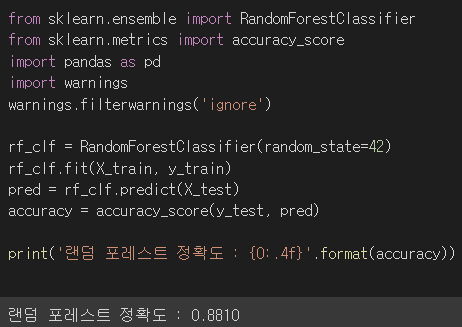 from sklearn.ensemble import RandomForestClassifier
from sklearn.metrics import accuracy_score
import pandas as pd
import warnings
warnings.filterwarnings('ignore')
rf_clf = RandomForestClassifier(random_state=42)
rf_clf.fit(X_train, y_train)
pred = rf_clf.predict(X_test)
accuracy = accuracy_score(y_test, pred)
print('랜덤 포레스트 정확도 : {0:.4f}'.format(accuracy))
랜덤 포레스트 정확도 : 0.8810